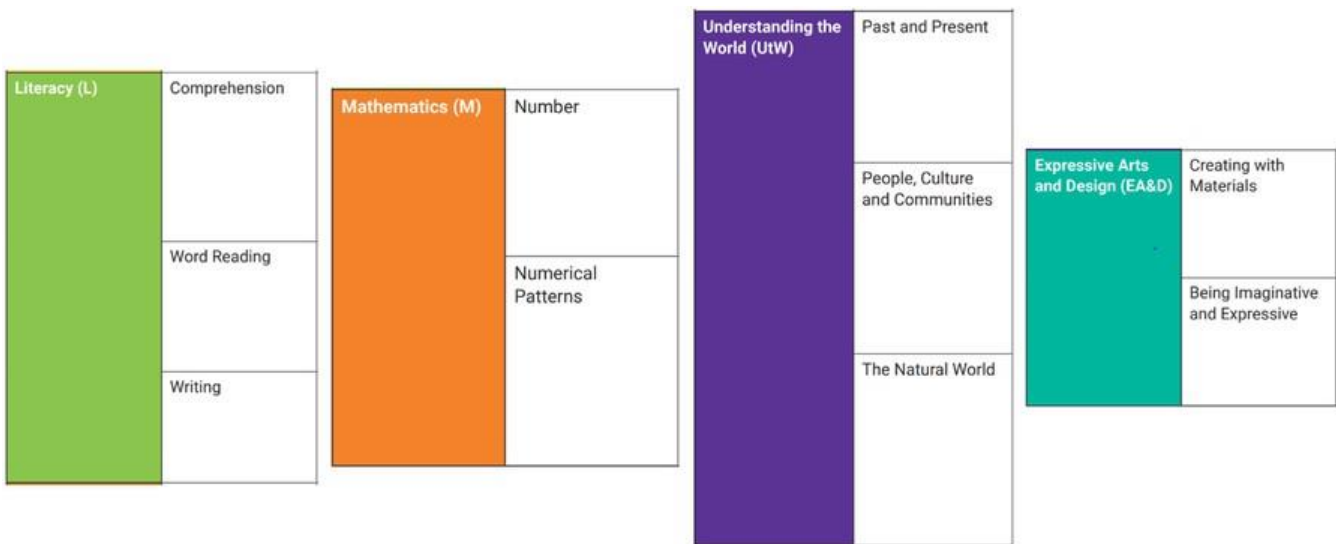 Literacy (L)
Comprehension
Word Reading
Writing
Mathematics (M)
Number
Numerical
Patterns
Understanding the
World (UtW)
Past and Present
People, Culture
and Communities
The Natural World
Expressive Arts
and Design (EA&D)
Creating with
Materials
Being Imaginative
and Expressive